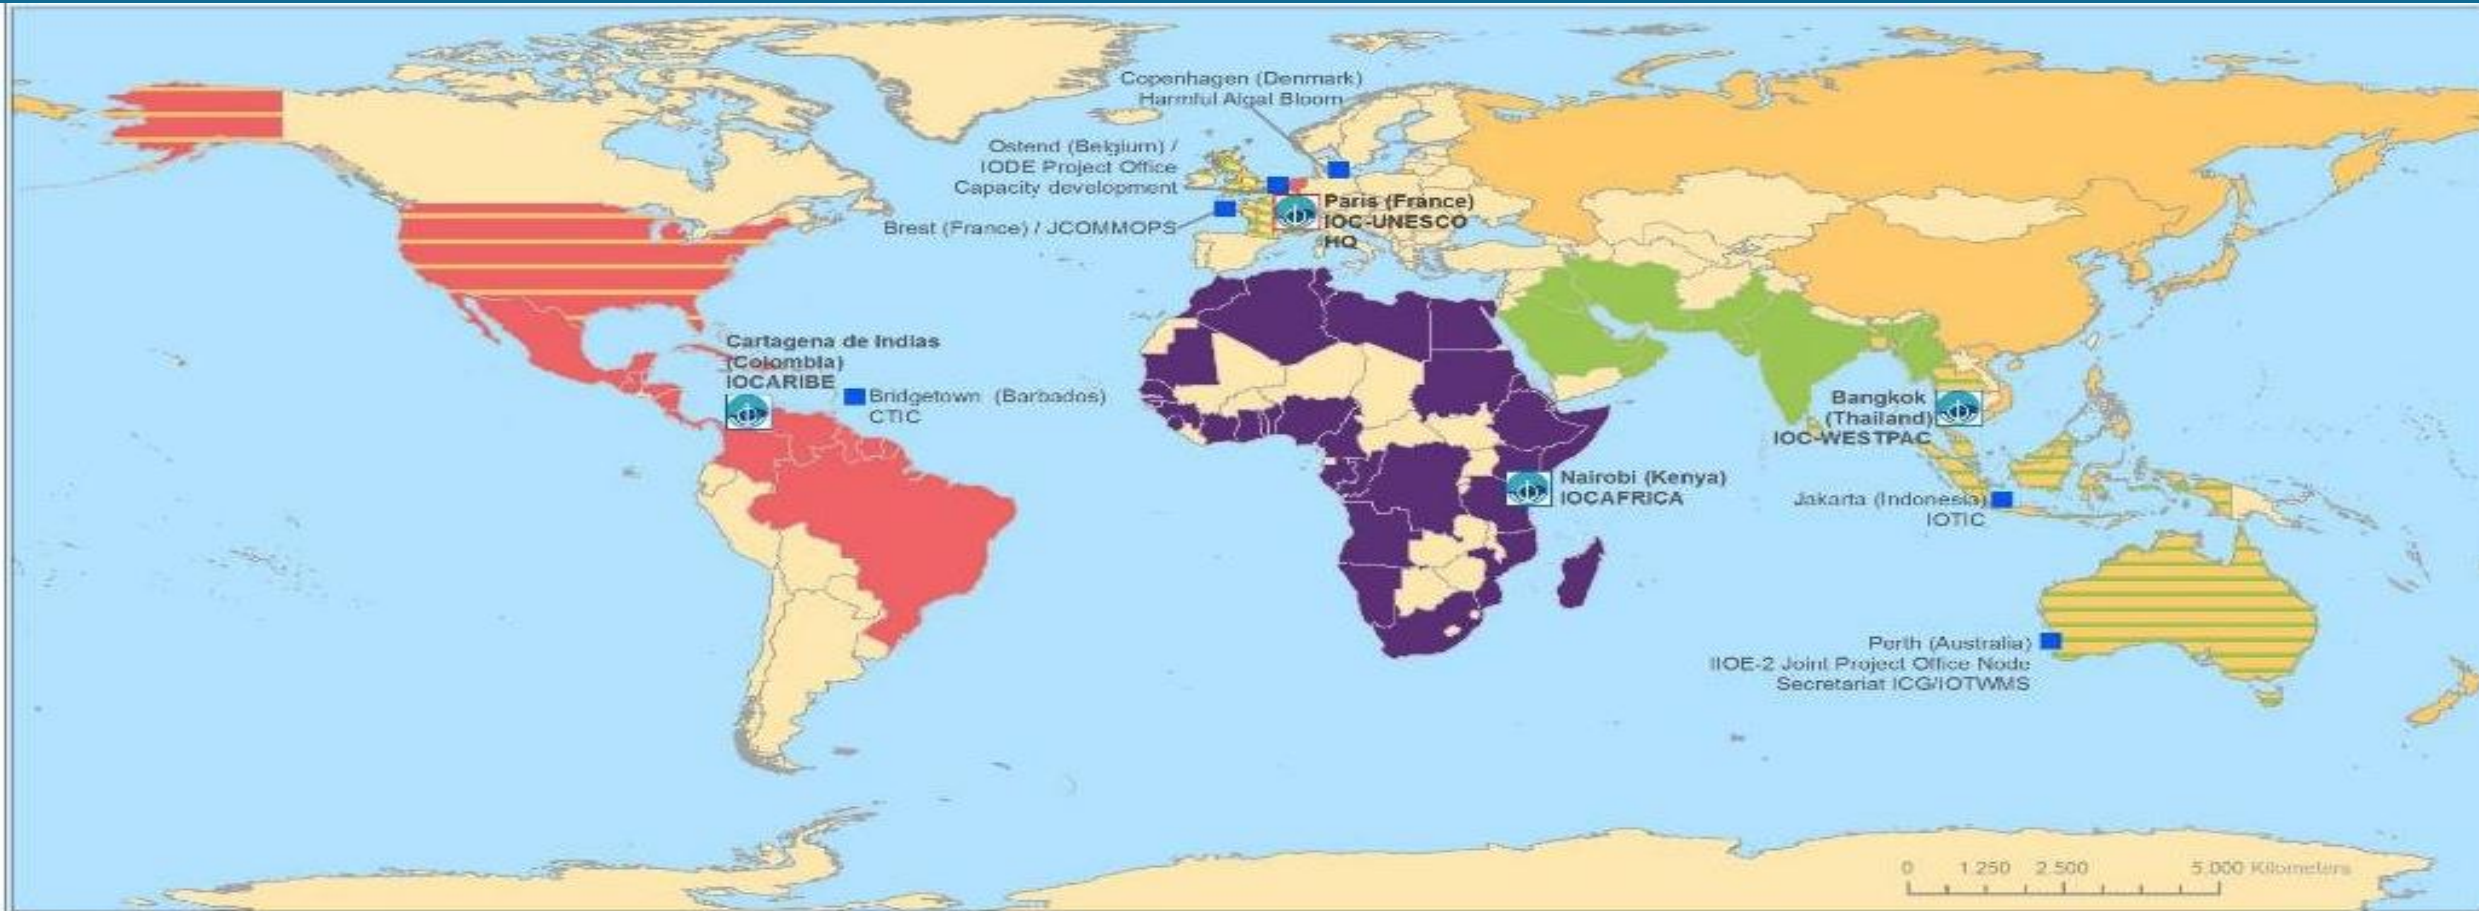 Copenhagen (Denmark)
Harmful Algal Bloom
Ostend (Belgium) /
IODE Project Office
Capacity development
Brest (France) / JCOMMOPS
Paris (France)
IOC-UNESCO
HQ
Cartagena de Indias
(Colombia)
IOCARIBE
Bridgetown (Barbados)
CTIC
Bangkok
(Thailand)
IOC-WESTPAC
Nairobi (Kenya)
IOCAFRICA
Jakarta (Indonesia)
IOTIC
Perth (Australia)
IIOE-2 Joint Project Office Node
Secretariat ICG/IOTWMS
0 1.250 2.500 5.000 Kilometers